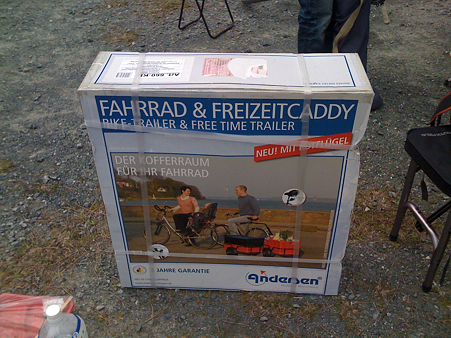 FAHRRAD & FREIZEITCADDY
BIKE-TRAILER & FREE TIME TRAILER
NEU! MIT
DER KOFFERRAUM
FÜR IHR FAHRRAD
JAHRE GARANTIE
Andersen